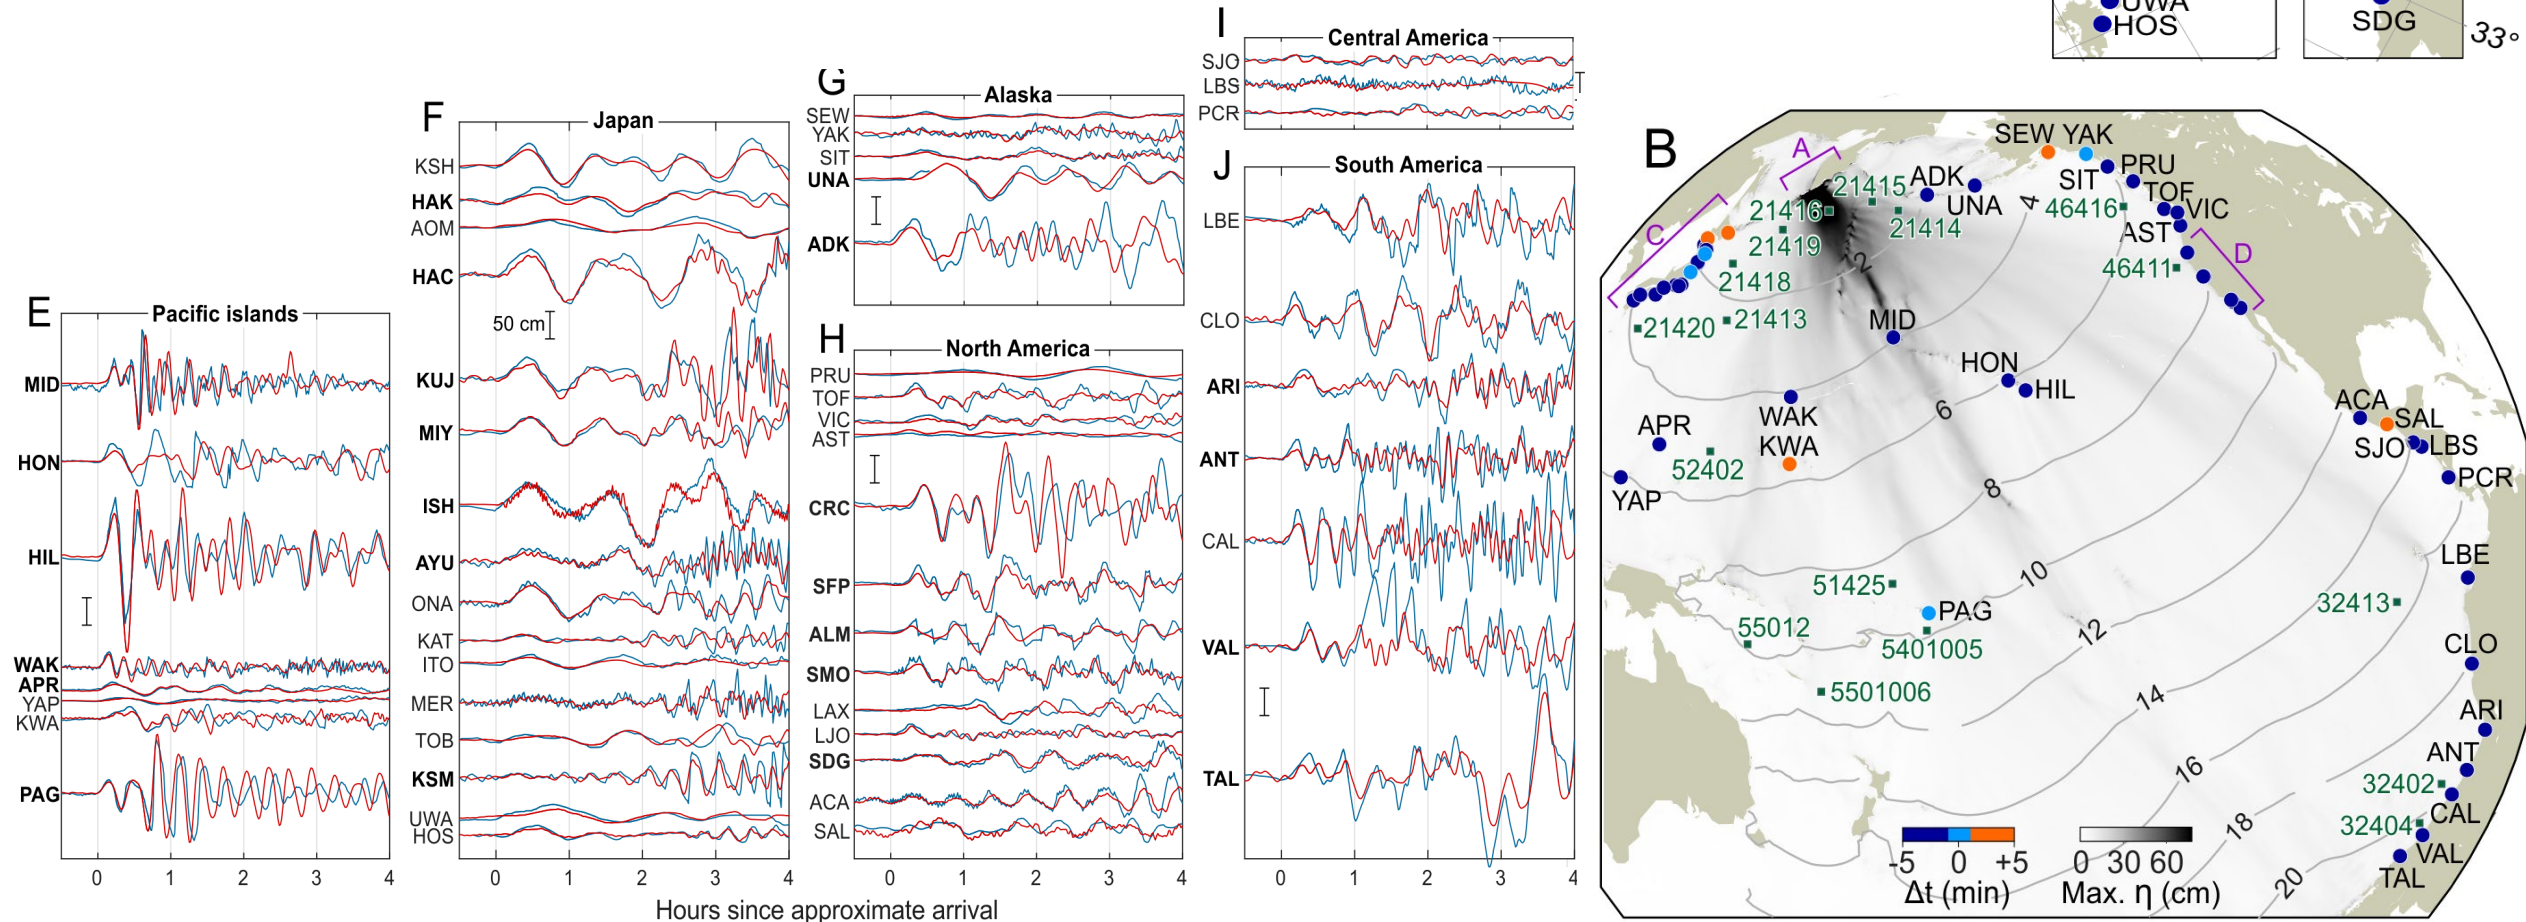 E
Pacific islands
MID
HON
HIL
WAK
APR
YAP
KWA
PAG
0 1 2 3 4
F
Japan
KSH
HAK
AOM
HAC
50 cm
KUJ
MIY
ISH
AYU
ONA
KAT
ITO
MER
TOB
KSM
UWA
HOS
0 1 2 3 4
G
Alaska
SEW
YAK
SIT
UNA
ADK
H
North America
PRU
TOF
VIC
AST
CRC
SFP
ALM
SMO
LAX
LJO
SDG
ACA
SAL
0 1 2 3 4
Hours since approximate arrival
I
Central America
SJO
LBS
PCR
J
South America
LBE
CLO
ARI
ANT
CAL
VAL
TAL
0 1 2 3 4
UWA
HOS
SDG
33°
B
A
C
D
SEW YAK
PRU
SIT
TOF
VIC
AST
ADK
UNA
21415
21416
21414
21419
21418
21413
21420
46416
46411
2
4
MID
HON
HIL
WAK
KWA
APR
YAP
52402
6
8
10
12
14
16
18
20
ACA
SAL
SJO
LBS
PCR
51425
PAG
5401005
55012
5501006
LBE
32413
CLO
ARI
ANT
32402
CAL
32404
VAL
TAL
-5 0 +5
Δt (min)
0 30 60
Max. η (cm)